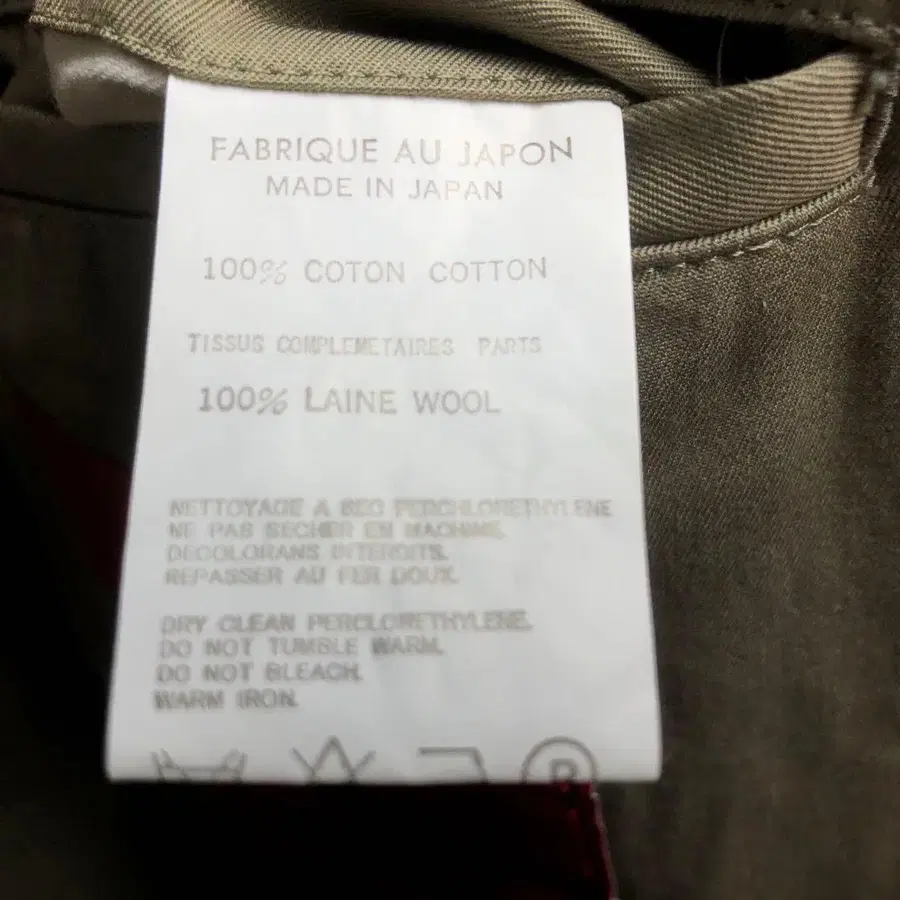 FABRIQUE AU JAPON
MADE IN JAPAN
100% COTON COTTON
TISSUS COMPLEMETAIRES PARTS
100% LAINE WOOL
NETTOYAGE A SEC PERCHLORETHYLENE
NE PAS SECHER EN MACHINE.
DECOLORANS INTERDITS.
REPASSER AU FER DOUX.
DRY CLEAN PERCLORETHYLENE.
DO NOT TUMBLE WARM.
DO NOT BLEACH.
WARM IRON.
P